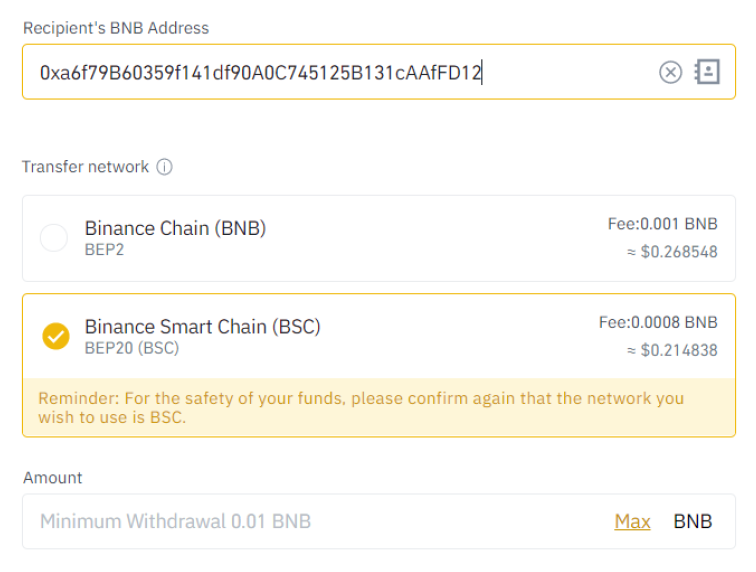 Recipient's BNB Address
0xa6f79B60359f141df90A0C745125B131cAAfFD12
Transfer network
Binance Chain (BNB)
BEP2
Fee:0.001 BNB
≈ $0.268548
Binance Smart Chain (BSC)
BEP20 (BSC)
Fee:0.0008 BNB
≈ $0.214838
Reminder: For the safety of your funds, please confirm again that the network you
wish to use is BSC.
Amount
Minimum Withdrawal 0.01 BNB
Max BNB